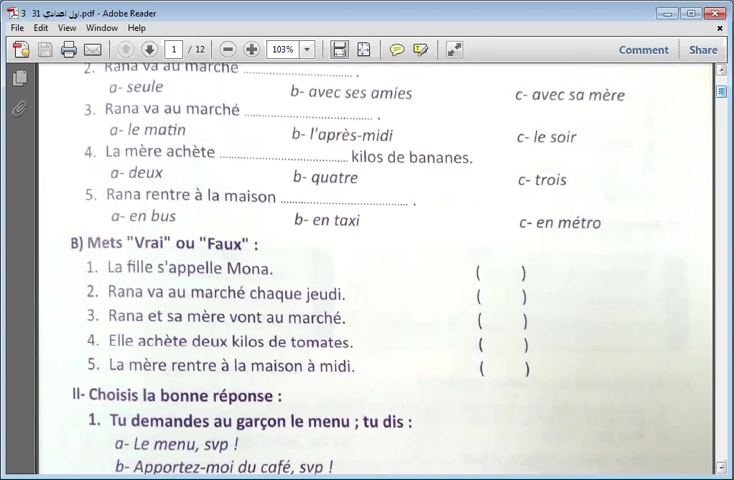 3 31 اول اعدادي.pdf - Adobe Reader
File Edit View Window Help
1 / 12 103% Comment Share
2. Rana va au marché .............................. .
a- seule b- avec ses amies c- avec sa mère
3. Rana va au marché .............................. .
a- le matin b- l'après-midi c- le soir
4. La mère achète .............................. kilos de bananes.
a- deux b- quatre c- trois
5. Rana rentre à la maison .............................. .
a- en bus b- en taxi c- en métro
B) Mets "Vrai" ou "Faux" :
1. La fille s'appelle Mona. ( )
2. Rana va au marché chaque jeudi. ( )
3. Rana et sa mère vont au marché. ( )
4. Elle achète deux kilos de tomates. ( )
5. La mère rentre à la maison à midi. ( )
II- Choisis la bonne réponse :
1. Tu demandes au garçon le menu ; tu dis :
a- Le menu, svp !
b- Apportez-moi du café, svp !